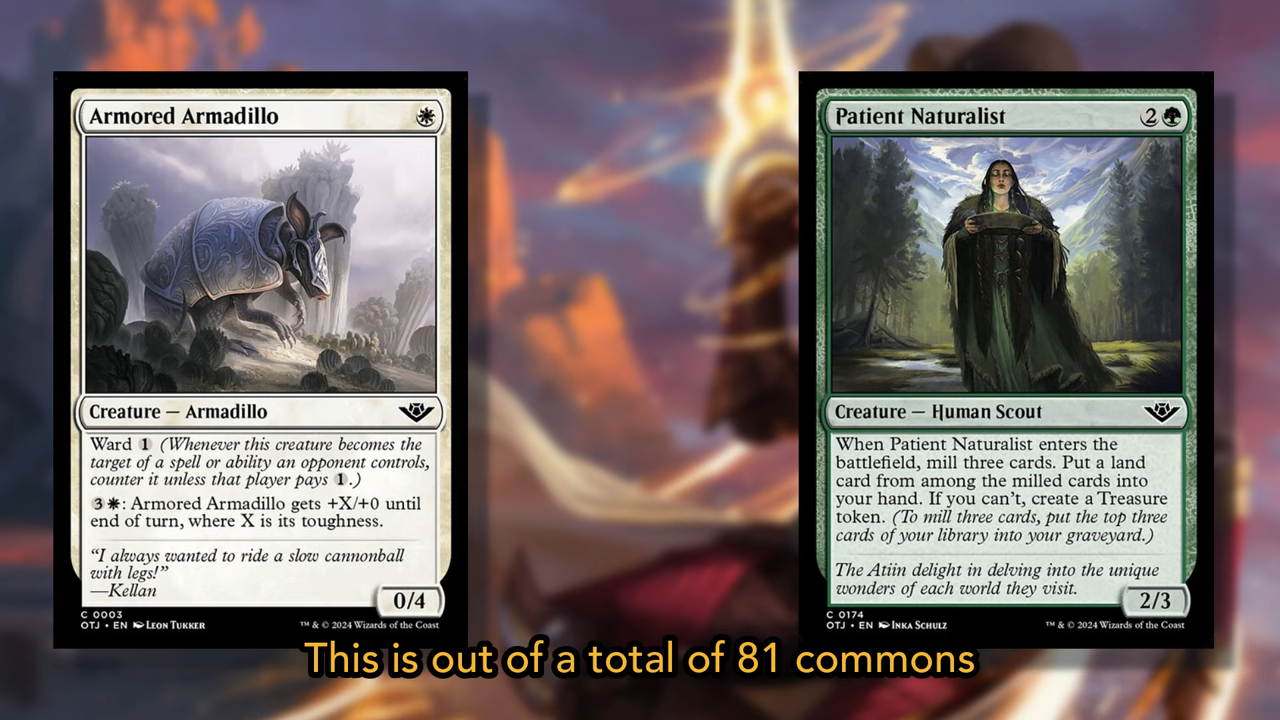 Armored Armadillo
Creature — Armadillo
Ward 1 (Whenever this creature becomes the
target of a spell or ability an opponent controls,
counter it unless that player pays 1.)
3: Armored Armadillo gets +X/+0 until
end of turn, where X is its toughness.
“I always wanted to ride a slow cannonball
with legs!”
—Kellan
0/4
C 0003
OTJ • EN Leon Tukker
™ & © 2024 Wizards of the Coast
Patient Naturalist
2
Creature — Human Scout
When Patient Naturalist enters the
battlefield, mill three cards. Put a land
card from among the milled cards into
your hand. If you can’t, create a Treasure
token. (To mill three cards, put the top three
cards of your library into your graveyard.)
The Atiin delight in delving into the unique
wonders of each world they visit.
2/3
C 0174
OTJ • EN Inka Schulz
™ & © 2024 Wizards of the Coast
This is out of a total of 81 commons